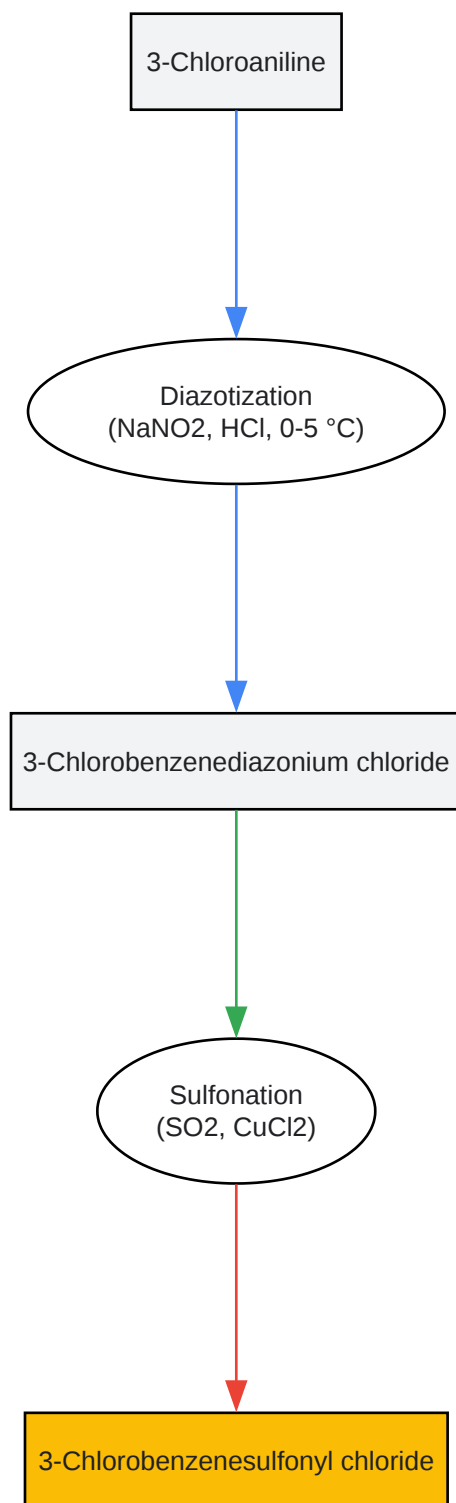 3-Chloroaniline
Diazotization
(NaNO2, HCl, 0-5 °C)
3-Chlorobenzenediazonium chloride
Sulfonation
(SO2, CuCl2)
3-Chlorobenzenesulfonyl chloride